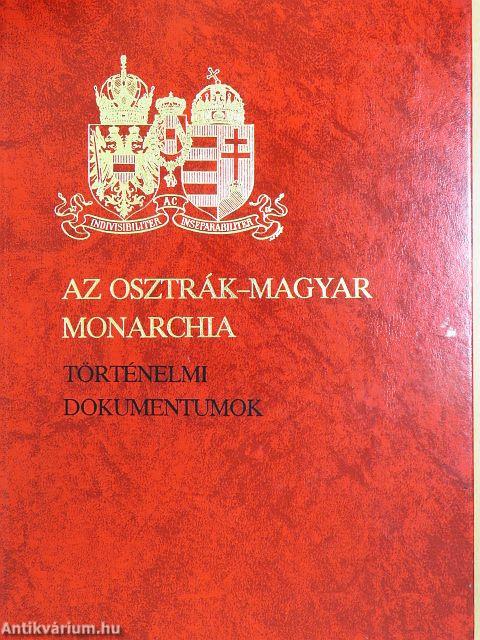 INDIVISIBILITER AC INSEPARABILITER
AZ OSZTRÁK–MAGYAR
MONARCHIA
TÖRTÉNELMI
DOKUMENTUMOK
Antikvárium.hu